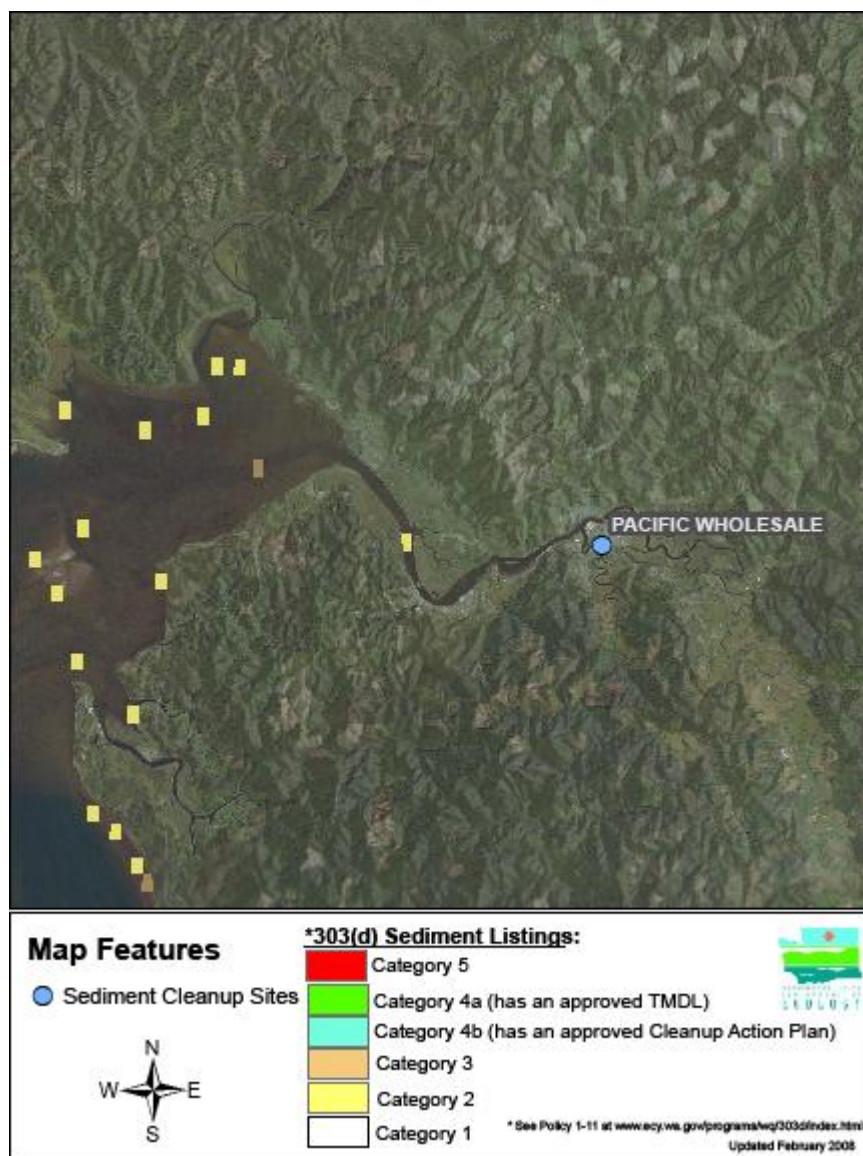 PACIFIC WHOLESALE
Map Features
Sediment Cleanup Sites
N
W E
S
*303(d) Sediment Listings:
Category 5
Category 4a (has an approved TMDL)
Category 4b (has an approved Cleanup Action Plan)
Category 3
Category 2
Category 1
* See Policy 1-11 at www.ecy.wa.gov/programs/wq/303d/index.html
Updated February 2008